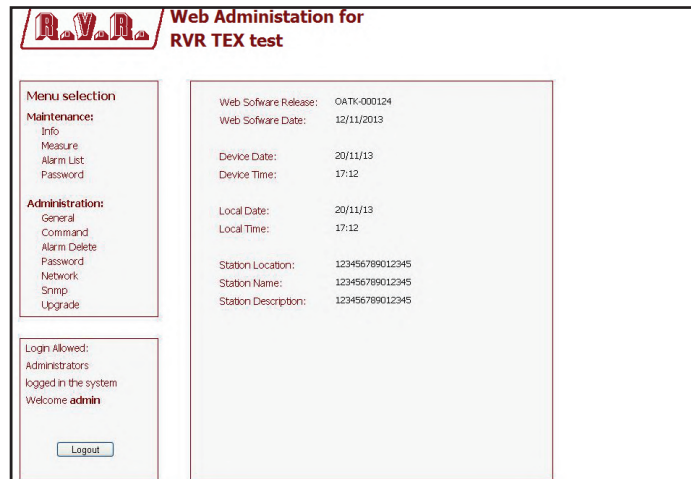 R.V.R.
Web Administation for
RVR TEX test
Menu selection
Maintenance:
Info
Measure
Alarm List
Password
Administration:
General
Command
Alarm Delete
Password
Network
Snmp
Upgrade
Login Allowed:
Administrators
logged in the system
Welcome admin
Logout
Web Sofware Release: OATK-000124
Web Sofware Date: 12/11/2013
Device Date: 20/11/13
Device Time: 17:12
Local Date: 20/11/13
Local Time: 17:12
Station Location: 123456789012345
Station Name: 123456789012345
Station Description: 123456789012345